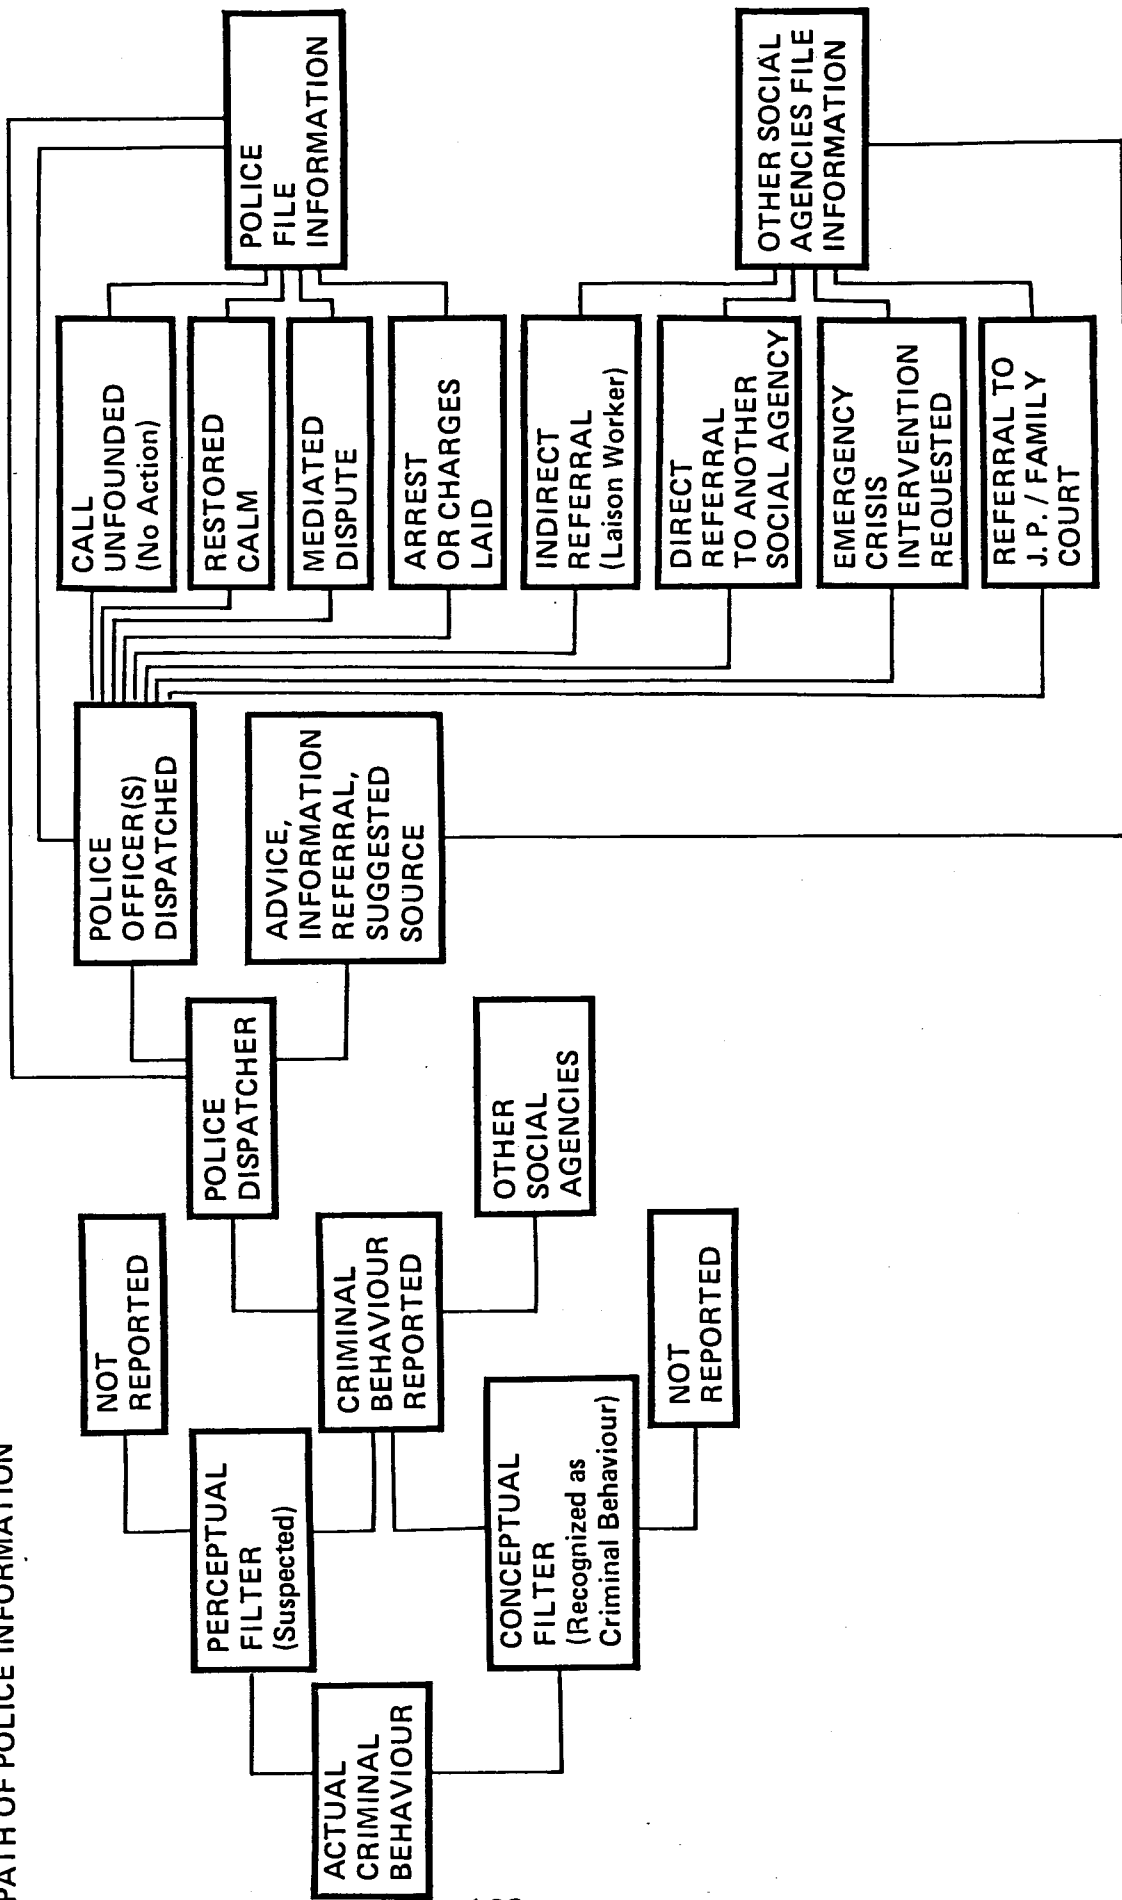 PATH OF POLICE INFORMATION
ACTUAL
CRIMINAL
BEHAVIOUR
PERCEPTUAL
FILTER
(Suspected)
CONCEPTUAL
FILTER
(Recognized as
Criminal Behaviour)
NOT
REPORTED
CRIMINAL
BEHAVIOUR
REPORTED
NOT
REPORTED
POLICE
DISPATCHER
OTHER
SOCIAL
AGENCIES
POLICE
OFFICER(S)
DISPATCHED
ADVICE,
INFORMATION
REFERRAL,
SUGGESTED
SOURCE
CALL
UNFOUNDED
(No Action)
RESTORED
CALM
MEDIATED
DISPUTE
ARREST
OR CHARGES
LAID
INDIRECT
REFERRAL
(Liaison Worker)
DIRECT
REFERRAL
TO ANOTHER
SOCIAL AGENCY
EMERGENCY
CRISIS
INTERVENTION
REQUESTED
REFERRAL TO
J. P. / FAMILY
COURT
POLICE
FILE
INFORMATION
OTHER SOCIAL
AGENCIES FILE
INFORMATION